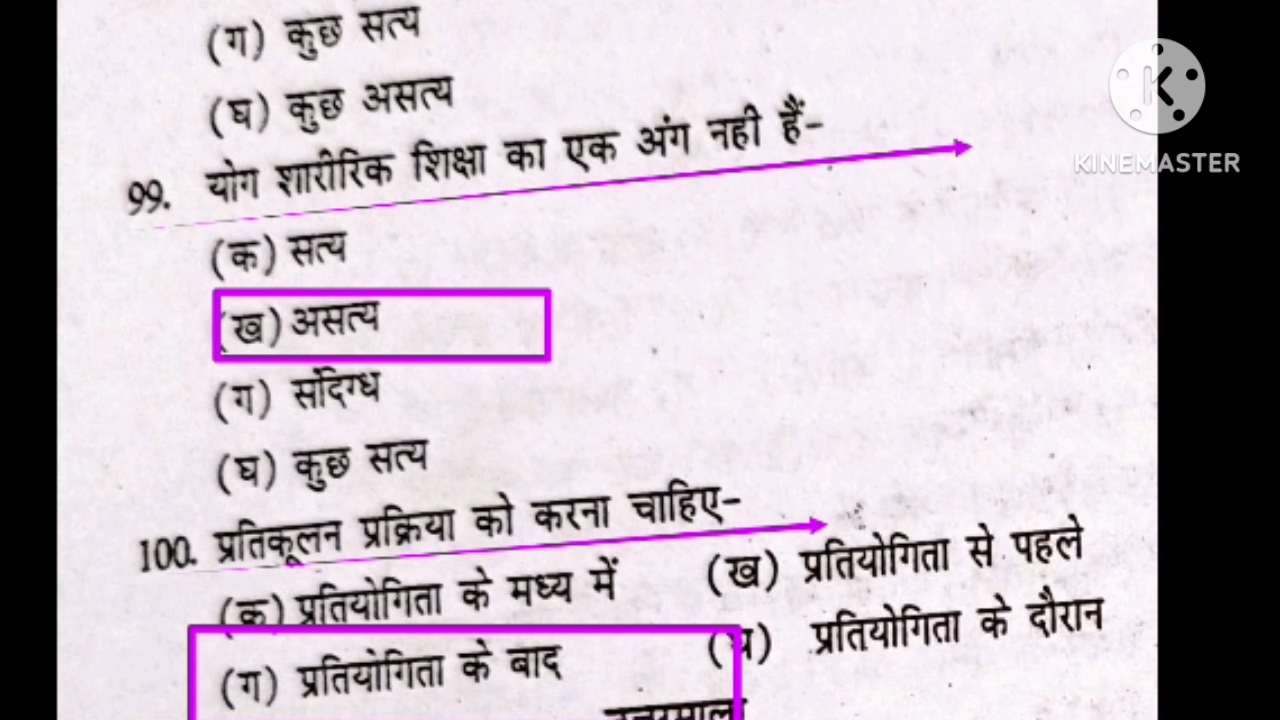 (ग) कुछ सत्य
(घ) कुछ असत्य
KINEMASTER
99. योग शारीरिक शिक्षा का एक अंग नही हैं-
(क) सत्य
(ख) असत्य
(ग) संदिग्ध
(घ) कुछ सत्य
100. प्रतिकूलन प्रक्रिया को करना चाहिए-
(क) प्रतियोगिता के मध्य में (ख) प्रतियोगिता से पहले
(ग) प्रतियोगिता के बाद (घ) प्रतियोगिता के दौरान